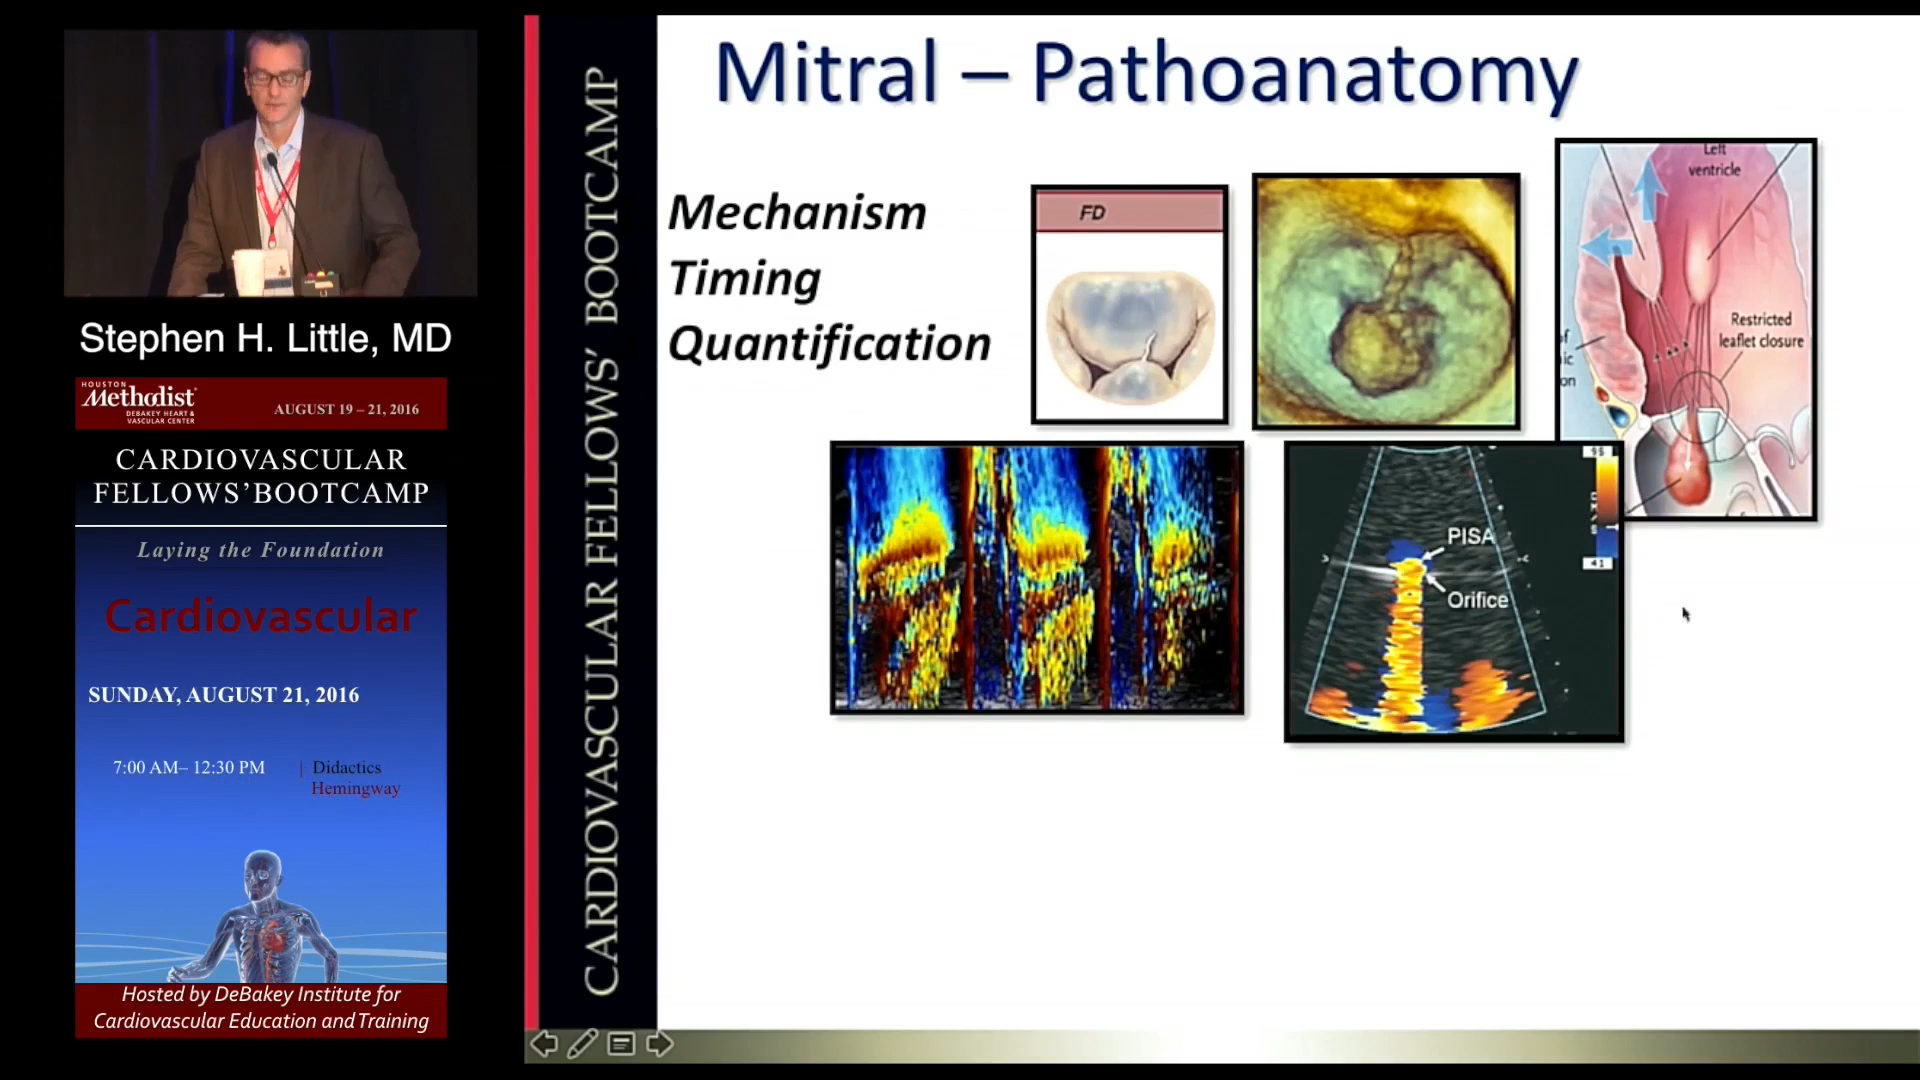 Stephen H. Little, MD
HOUSTON
Methodist
DEBAKEY HEART &
VASCULAR CENTER
AUGUST 19 – 21, 2016
CARDIOVASCULAR
FELLOWS’BOOTCAMP
Laying the Foundation
Cardiovascular
SUNDAY, AUGUST 21, 2016
7:00 AM– 12:30 PM | Didactics
Hemingway
Hosted by DeBakey Institute for
Cardiovascular Education and Training
CARDIOVASCULAR FELLOWS’ BOOTCAMP
Mitral – Pathoanatomy
Mechanism
Timing
Quantification
FD
Left
ventricle
Restricted
leaflet closure
PISA
Orifice
41